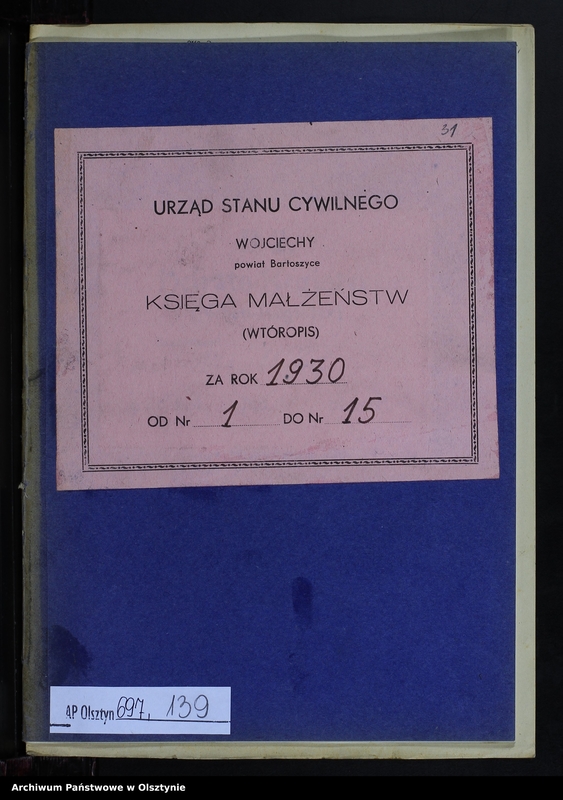 31
URZĄD STANU CYWILNEGO
WOJCIECHY
powiat Bartoszyce
KSIĘGA MAŁŻEŃSTW
(WTÓROPIS)
ZA ROK 1930
OD Nr 1 DO Nr 15
AP Olsztyn 697, 139
Archiwum Państwowe w Olsztynie